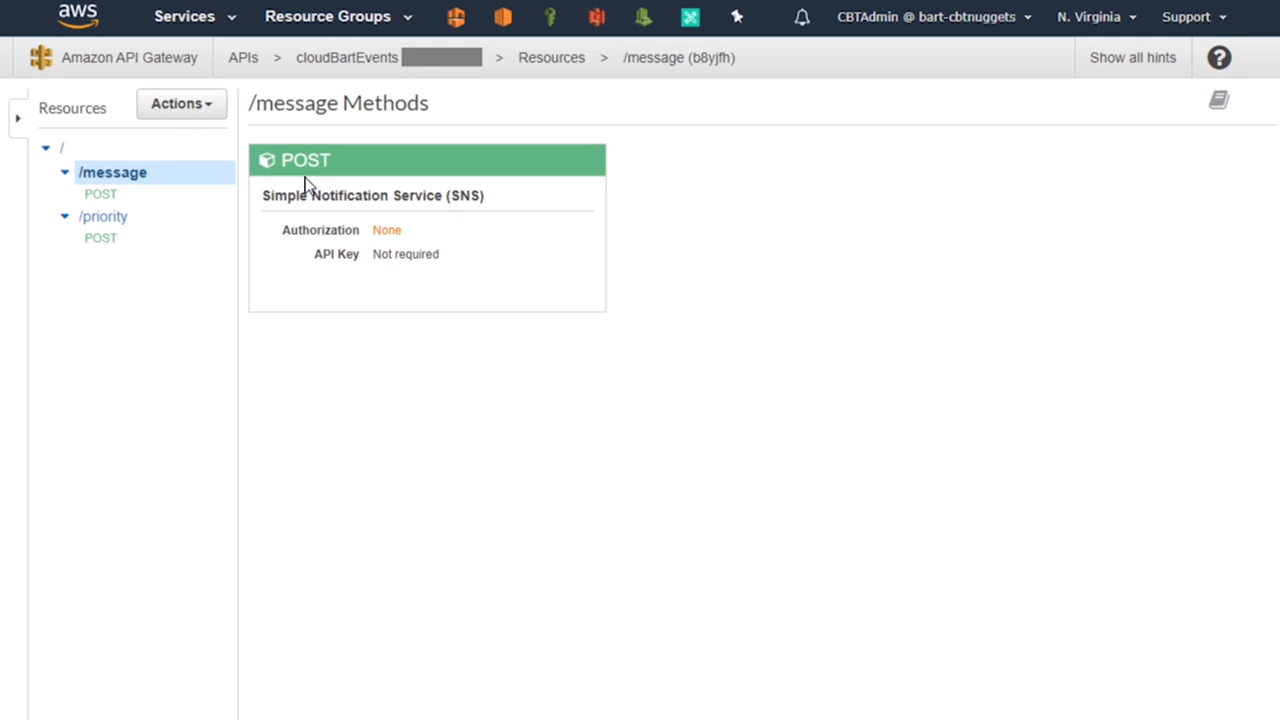 aws Services Resource Groups CBTAdmin @ bart-cbtnuggets N. Virginia Support
Amazon API Gateway APIs > cloudBartEvents > Resources > /message (b8yjfh) Show all hints ?
Resources Actions /message Methods
/
/message
POST
/priority
POST
POST
Simple Notification Service (SNS)
Authorization None
API Key Not required